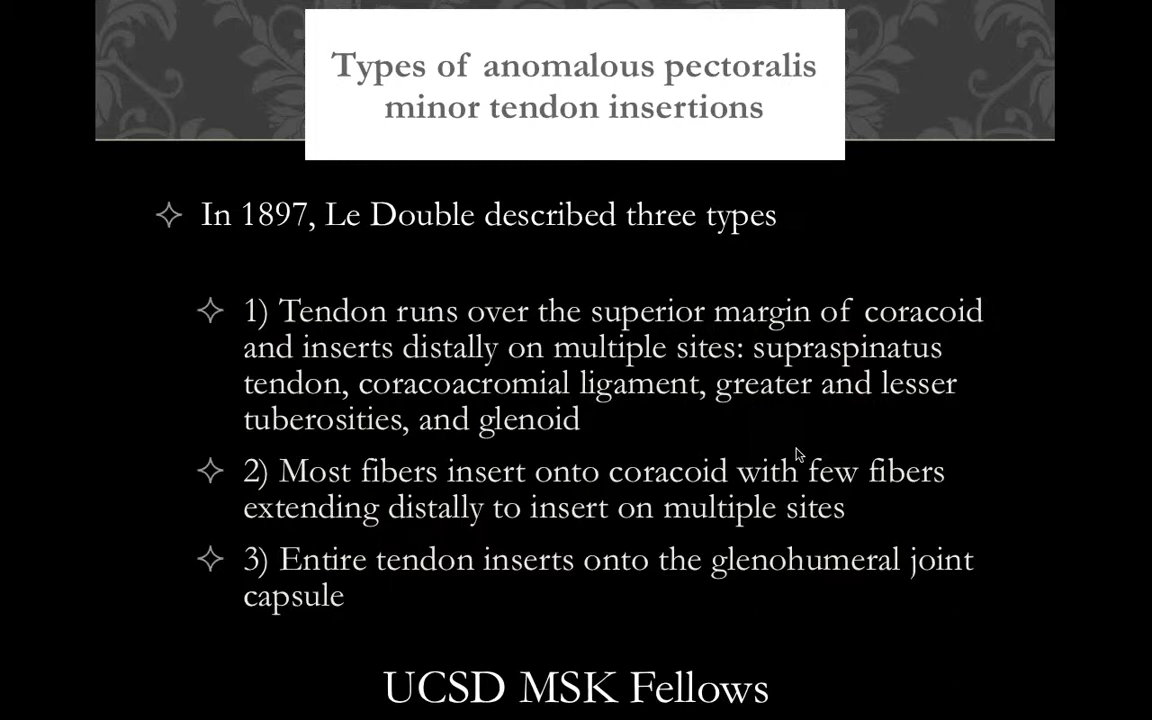 Types of anomalous pectoralis
minor tendon insertions
In 1897, Le Double described three types
1) Tendon runs over the superior margin of coracoid
and inserts distally on multiple sites: supraspinatus
tendon, coracoacromial ligament, greater and lesser
tuberosities, and glenoid
2) Most fibers insert onto coracoid with few fibers
extending distally to insert on multiple sites
3) Entire tendon inserts onto the glenohumeral joint
capsule
UCSD MSK Fellows